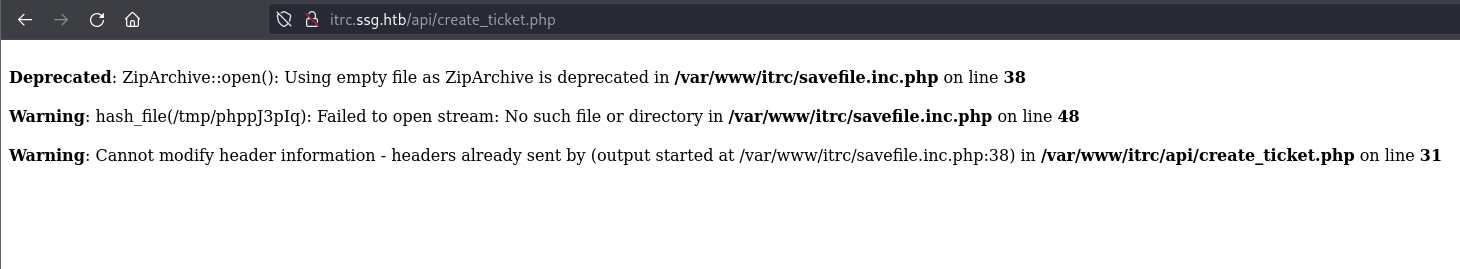 itrc.ssg.htb/api/create_ticket.php
Deprecated: ZipArchive::open(): Using empty file as ZipArchive is deprecated in /var/www/itrc/savefile.inc.php on line 38
Warning: hash_file(/tmp/phppJ3pIq): Failed to open stream: No such file or directory in /var/www/itrc/savefile.inc.php on line 48
Warning: Cannot modify header information - headers already sent by (output started at /var/www/itrc/savefile.inc.php:38) in /var/www/itrc/api/create_ticket.php on line 31